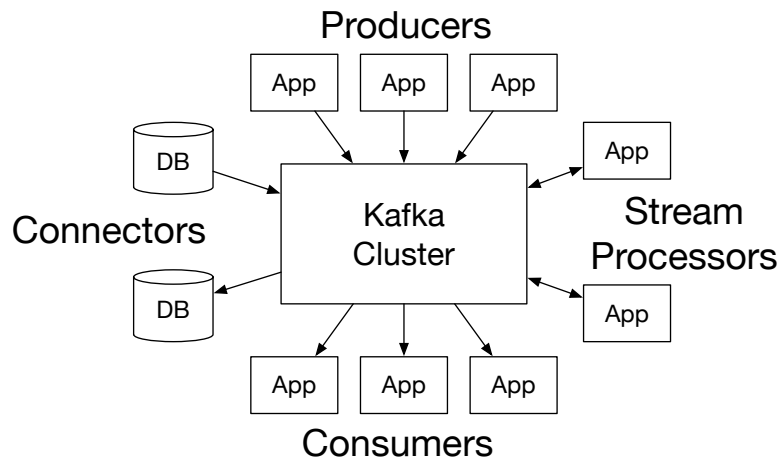 Producers
App
App
App
DB
App
Kafka
Cluster
Connectors
Stream
Processors
DB
App
App
App
App
Consumers